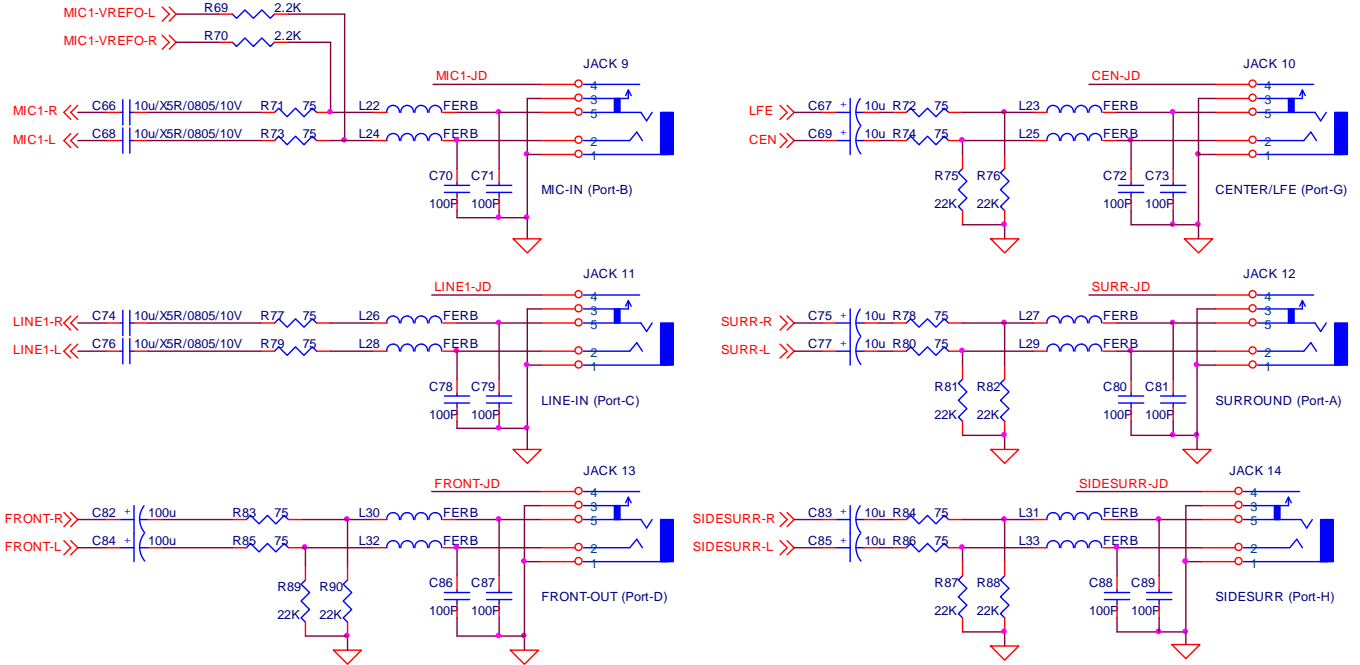 MIC1-VREFO-L R69 2.2K
MIC1-VREFO-R R70 2.2K
JACK 9
MIC1-JD 4
3
MIC1-R C66 10u/X5R/0805/10V R71 75 L22 FERB 5
MIC1-L C68 10u/X5R/0805/10V R73 75 L24 FERB 2
1
C70 C71
100P 100P
MIC-IN (Port-B)
JACK 10
CEN-JD 4
3
LFE C67 + 10u R72 75 L23 FERB 5
CEN C69 + 10u R74 75 L25 FERB 2
1
R75 R76 C72 C73
22K 22K 100P 100P
CENTER/LFE (Port-G)
JACK 11
LINE1-JD 4
3
LINE1-R C74 10u/X5R/0805/10V R77 75 L26 FERB 5
LINE1-L C76 10u/X5R/0805/10V R79 75 L28 FERB 2
1
C78 C79
100P 100P
LINE-IN (Port-C)
JACK 12
SURR-JD 4
3
SURR-R C75 + 10u R78 75 L27 FERB 5
SURR-L C77 + 10u R80 75 L29 FERB 2
1
R81 R82 C80 C81
22K 22K 100P 100P
SURROUND (Port-A)
JACK 13
FRONT-JD 4
3
FRONT-R C82 + 100u R83 75 L30 FERB 5
FRONT-L C84 + 100u R85 75 L32 FERB 2
1
R89 R90 C86 C87
22K 22K 100P 100P
FRONT-OUT (Port-D)
JACK 14
SIDESURR-JD 4
3
SIDESURR-R C83 + 10u R84 75 L31 FERB 5
SIDESURR-L C85 + 10u R86 75 L33 FERB 2
1
R87 R88 C88 C89
22K 22K 100P 100P
SIDESURR (Port-H)